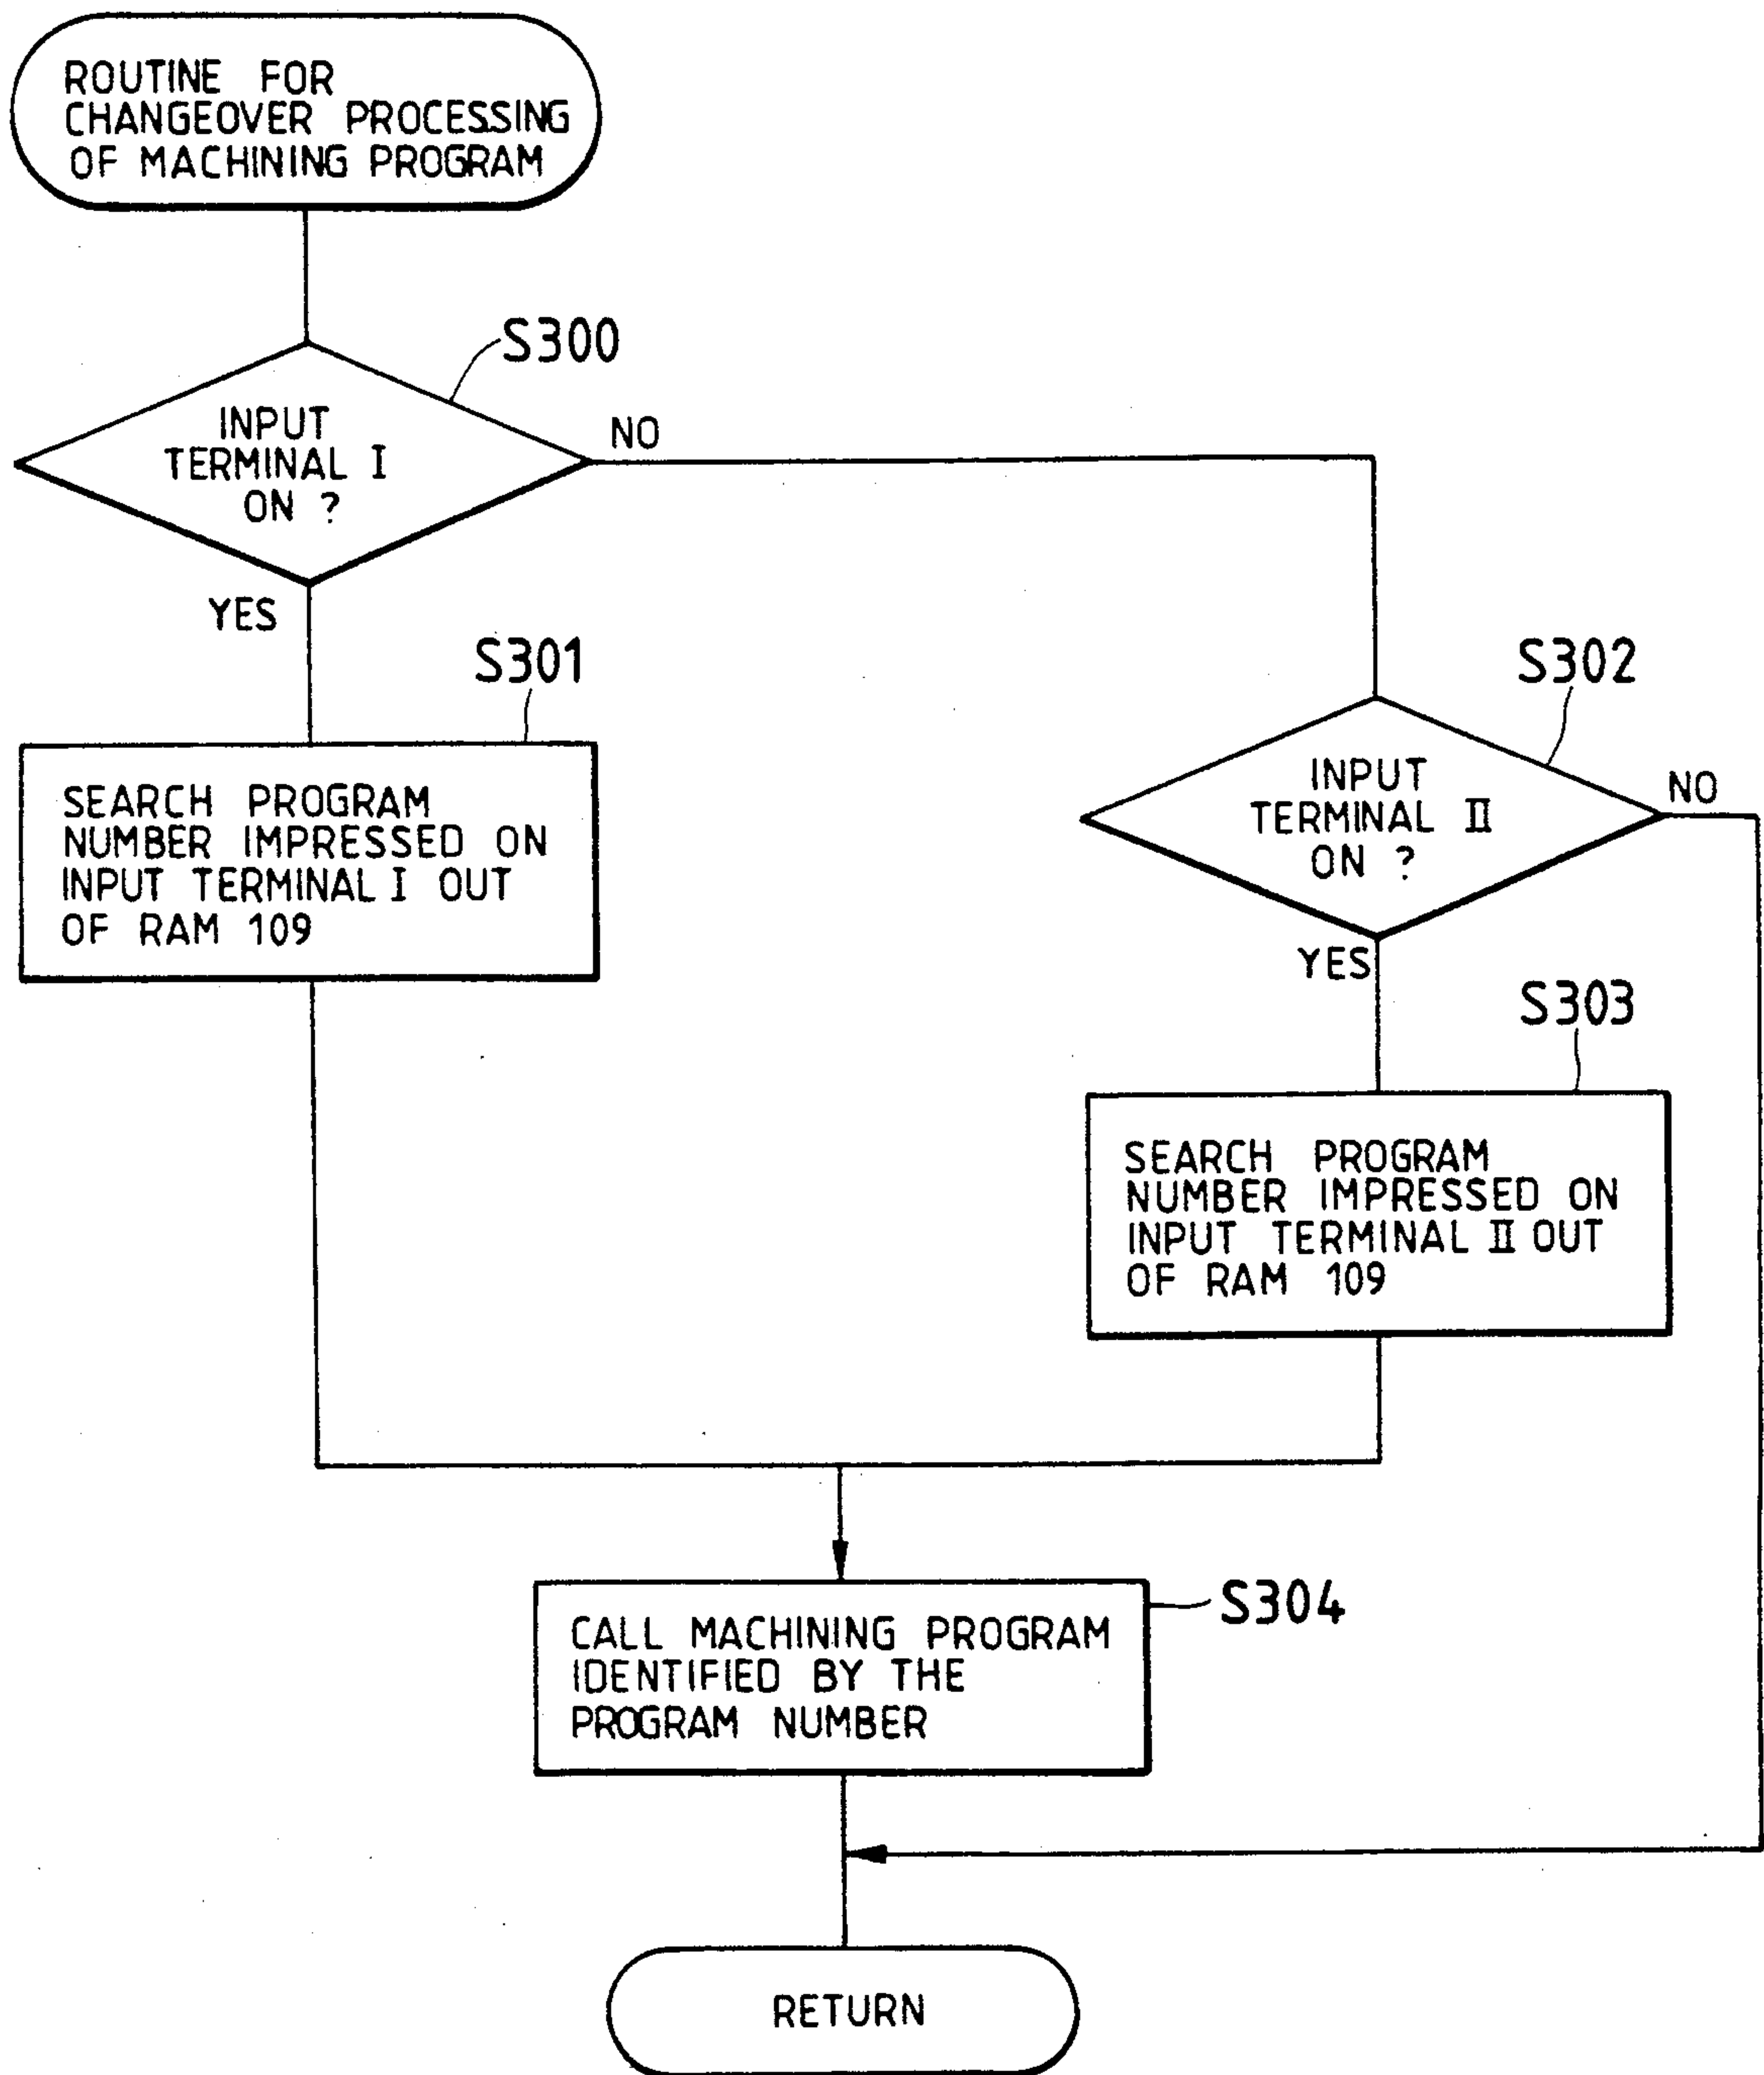 ROUTINE FOR
CHANGEOVER PROCESSING
OF MACHINING PROGRAM
S300
INPUT
TERMINAL I
ON ?
NO
YES
S301
SEARCH PROGRAM
NUMBER IMPRESSED ON
INPUT TERMINAL I OUT
OF RAM 109
S302
INPUT
TERMINAL II
ON ?
NO
YES
S303
SEARCH PROGRAM
NUMBER IMPRESSED ON
INPUT TERMINAL II OUT
OF RAM 109
S304
CALL MACHINING PROGRAM
IDENTIFIED BY THE
PROGRAM NUMBER
RETURN